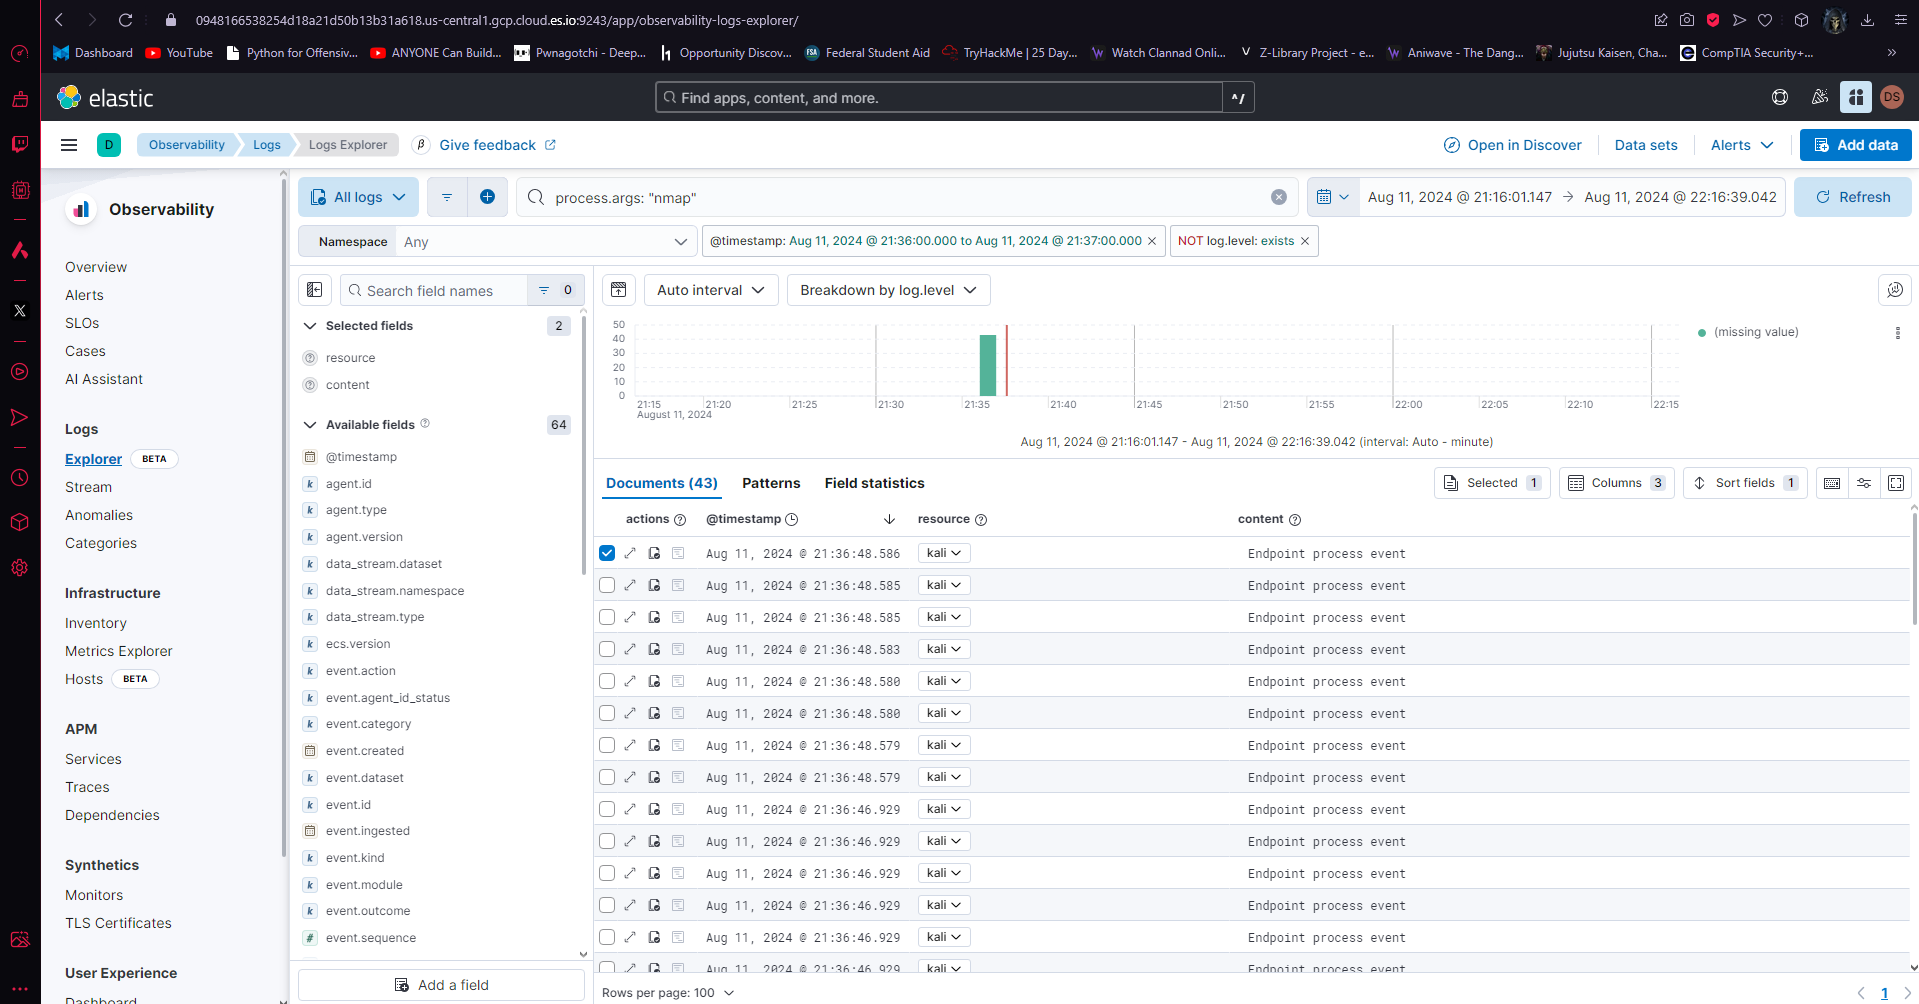 0948166538254d18a21d50b13b31a618.us-central1.gcp.cloud.es.io:9243/app/observability-logs-explorer/
Dashboard YouTube Python for Offensiv... ANYONE Can Build... Pwnagotchi - Deep... Opportunity Discov... Federal Student Aid TryHackMe | 25 Day... Watch Clannad Onli... Z-Library Project - e... Aniwave - The Dang... Jujutsu Kaisen, Cha... CompTIA Security+... »
elastic
Find apps, content, and more.
^/
DS
D Observability Logs Logs Explorer β Give feedback
Open in Discover Data sets Alerts Add data
Observability
Overview
Alerts
SLOs
Cases
AI Assistant
Logs
Explorer BETA
Stream
Anomalies
Categories
Infrastructure
Inventory
Metrics Explorer
Hosts BETA
APM
Services
Traces
Dependencies
Synthetics
Monitors
TLS Certificates
User Experience
Dashboard
All logs
process.args: "nmap"
Aug 11, 2024 @ 21:16:01.147 → Aug 11, 2024 @ 22:16:39.042
Refresh
Namespace Any
@timestamp: Aug 11, 2024 @ 21:36:00.000 to Aug 11, 2024 @ 21:37:00.000 ×
NOT log.level: exists ×
Search field names 0
Selected fields 2
resource
content
Available fields 64
@timestamp
k agent.id
k agent.type
k agent.version
k data_stream.dataset
k data_stream.namespace
k data_stream.type
k ecs.version
k event.action
k event.agent_id_status
k event.category
event.created
k event.dataset
k event.id
event.ingested
k event.kind
k event.module
k event.outcome
# event.sequence
Add a field
Auto interval Breakdown by log.level
50
40
30
20
10
0
21:15 21:20 21:25 21:30 21:35 21:40 21:45 21:50 21:55 22:00 22:05 22:10 22:15
August 11, 2024
(missing value)
Aug 11, 2024 @ 21:16:01.147 - Aug 11, 2024 @ 22:16:39.042 (interval: Auto - minute)
Documents (43) Patterns Field statistics
Selected 1 Columns 3 Sort fields 1
actions @timestamp resource content
Aug 11, 2024 @ 21:36:48.586 kali Endpoint process event
Aug 11, 2024 @ 21:36:48.585 kali Endpoint process event
Aug 11, 2024 @ 21:36:48.585 kali Endpoint process event
Aug 11, 2024 @ 21:36:48.583 kali Endpoint process event
Aug 11, 2024 @ 21:36:48.580 kali Endpoint process event
Aug 11, 2024 @ 21:36:48.580 kali Endpoint process event
Aug 11, 2024 @ 21:36:48.579 kali Endpoint process event
Aug 11, 2024 @ 21:36:48.579 kali Endpoint process event
Aug 11, 2024 @ 21:36:46.929 kali Endpoint process event
Aug 11, 2024 @ 21:36:46.929 kali Endpoint process event
Aug 11, 2024 @ 21:36:46.929 kali Endpoint process event
Aug 11, 2024 @ 21:36:46.929 kali Endpoint process event
Aug 11, 2024 @ 21:36:46.929 kali Endpoint process event
Aug 11, 2024 @ 21:36:46.929 kali Endpoint process event
Rows per page: 100
1